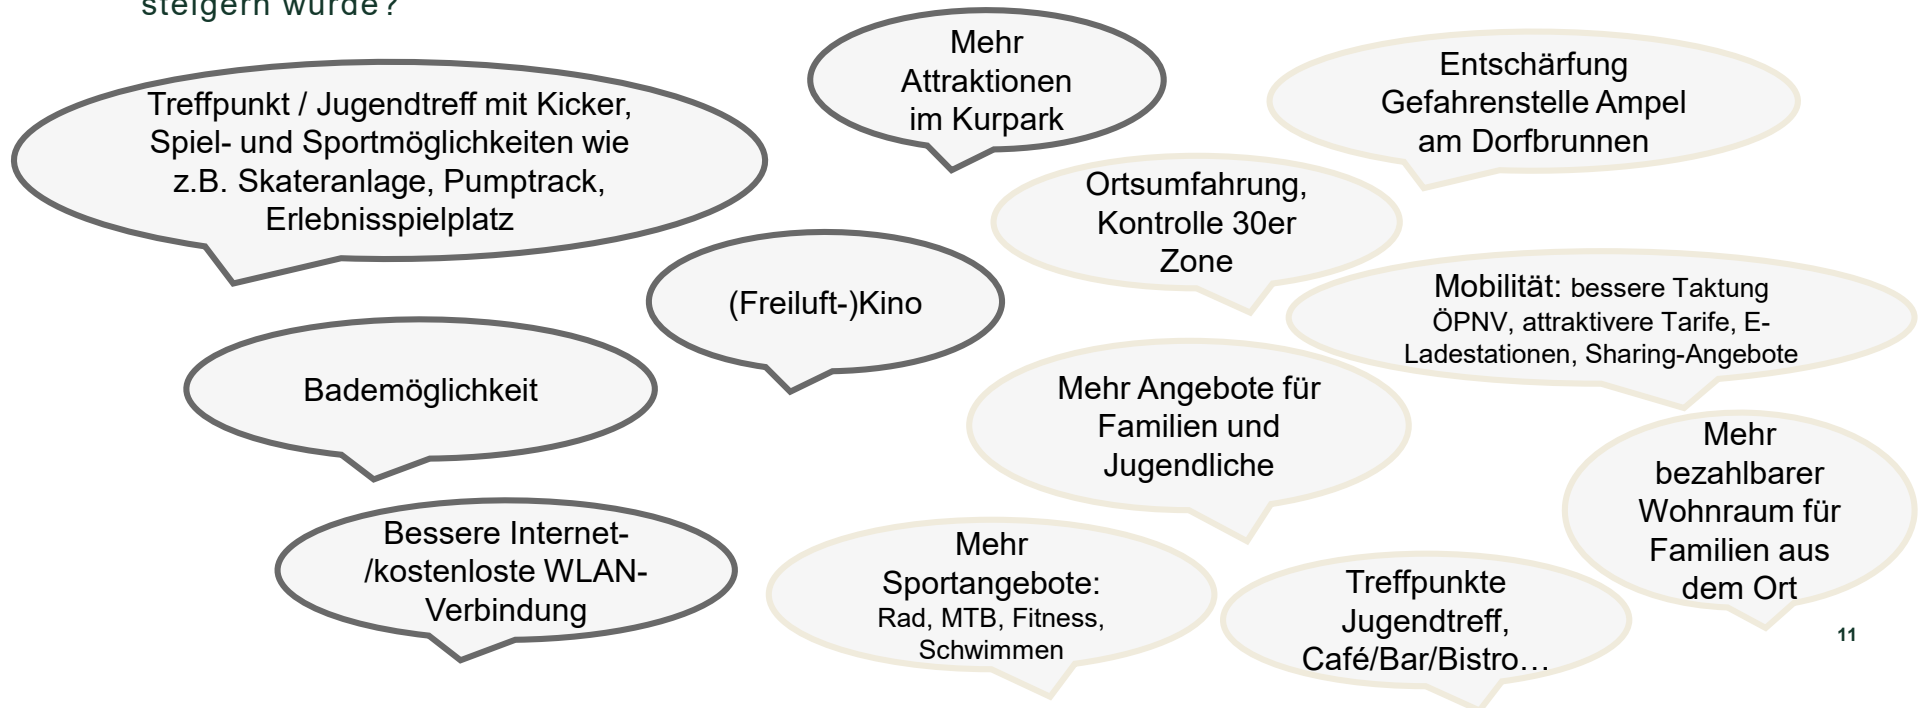 steigern würde?
Treffpunkt / Jugendtreff mit Kicker,
Spiel- und Sportmöglichkeiten wie
z.B. Skateranlage, Pumptrack,
Erlebnisspielplatz
Mehr
Attraktionen
im Kurpark
Entschärfung
Gefahrenstelle Ampel
am Dorfbrunnen
Ortsumfahrung,
Kontrolle 30er
Zone
(Freiluft-)Kino
Mobilität: bessere Taktung
ÖPNV, attraktivere Tarife, E-
Ladestationen, Sharing-Angebote
Bademöglichkeit
Mehr Angebote für
Familien und
Jugendliche
Mehr
bezahlbarer
Wohnraum für
Familien aus
dem Ort
Bessere Internet-
/kostenloste WLAN-
Verbindung
Mehr
Sportangebote:
Rad, MTB, Fitness,
Schwimmen
Treffpunkte
Jugendtreff,
Café/Bar/Bistro…
11